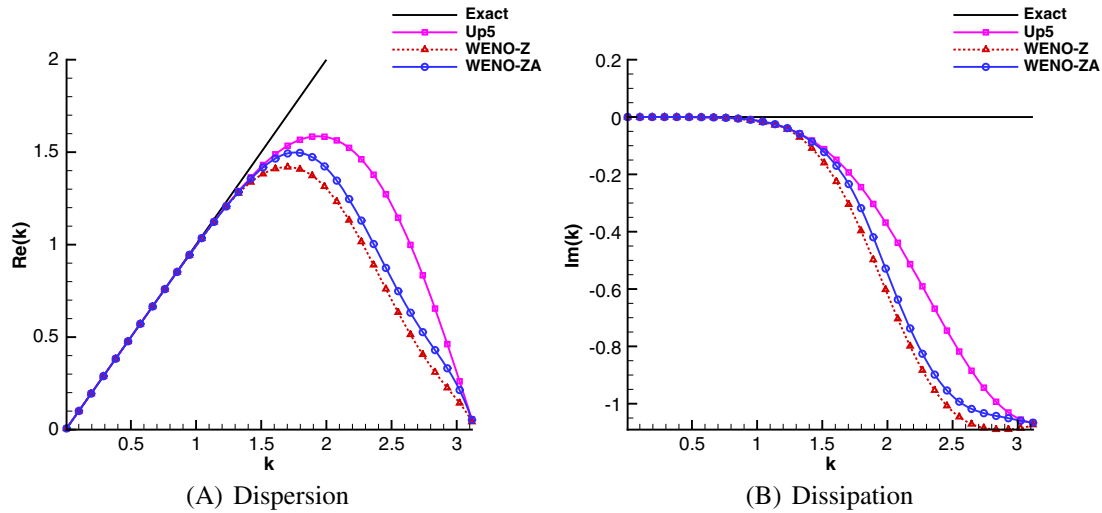 Exact
Up5
WENO-Z
WENO-ZA
2
1.5
1
0.5
0
Re(k)
0.5
1
1.5
2
2.5
3
k
(A) Dispersion
Exact
Up5
WENO-Z
WENO-ZA
0.2
0
-0.2
-0.4
-0.6
-0.8
-1
Im(k)
0.5
1
1.5
2
2.5
3
k
(B) Dissipation